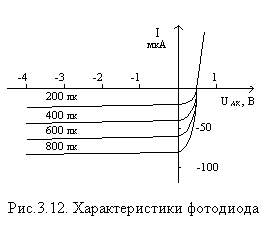 I
мкА
-4 -3 -2 -1 1
200 лк
U АК, В
400 лк
-50
600 лк
800 лк
-100
Рис.3.12. Характеристики фотодиода